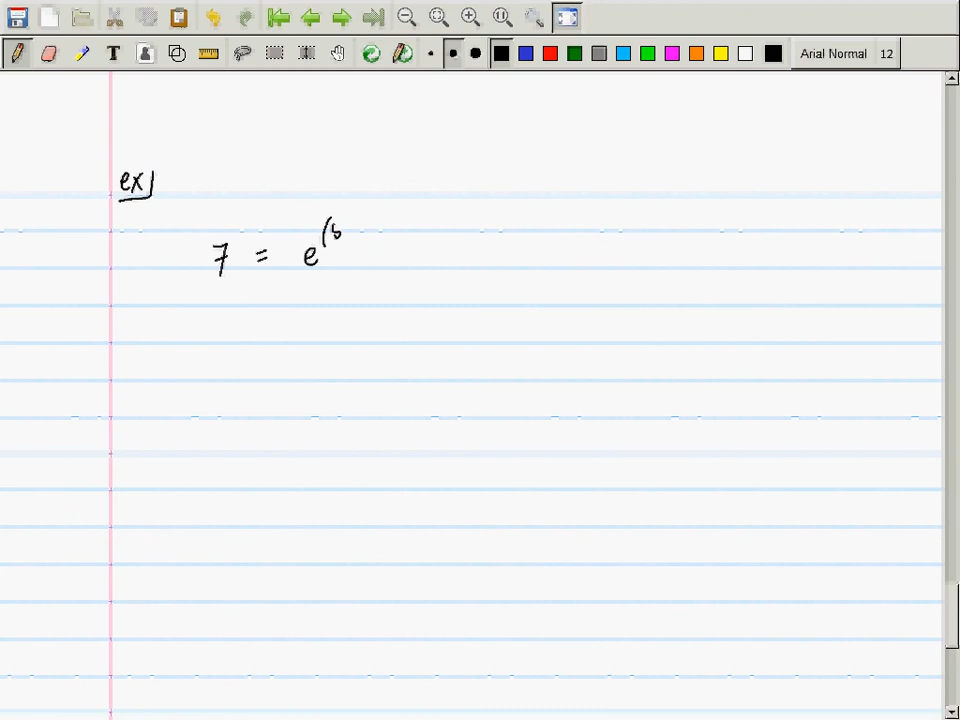 Arial Normal 12
ex)
7 = e^(